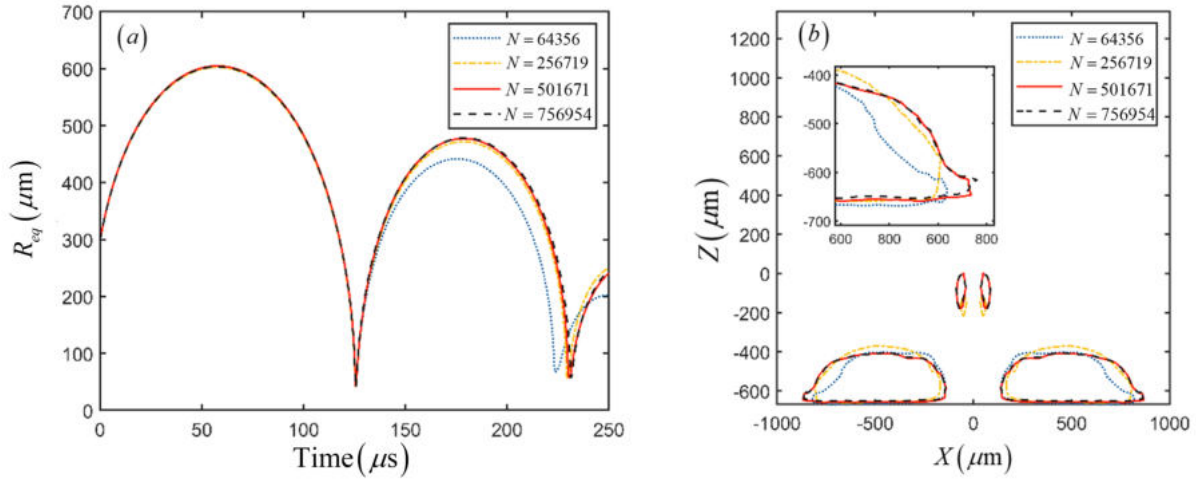 (a)
N = 64356
N = 256719
N = 501671
N = 756954
700
600
500
400
300
200
100
0
R_eq (μm)
0 50 100 150 200 250
Time (μs)
(b)
N = 64356
N = 256719
N = 501671
N = 756954
1200
1000
800
600
400
200
0
-200
-400
-600
Z (μm)
-400
-500
-600
-700
600 800 600 800
-1000 -500 0 500 1000
X (μm)